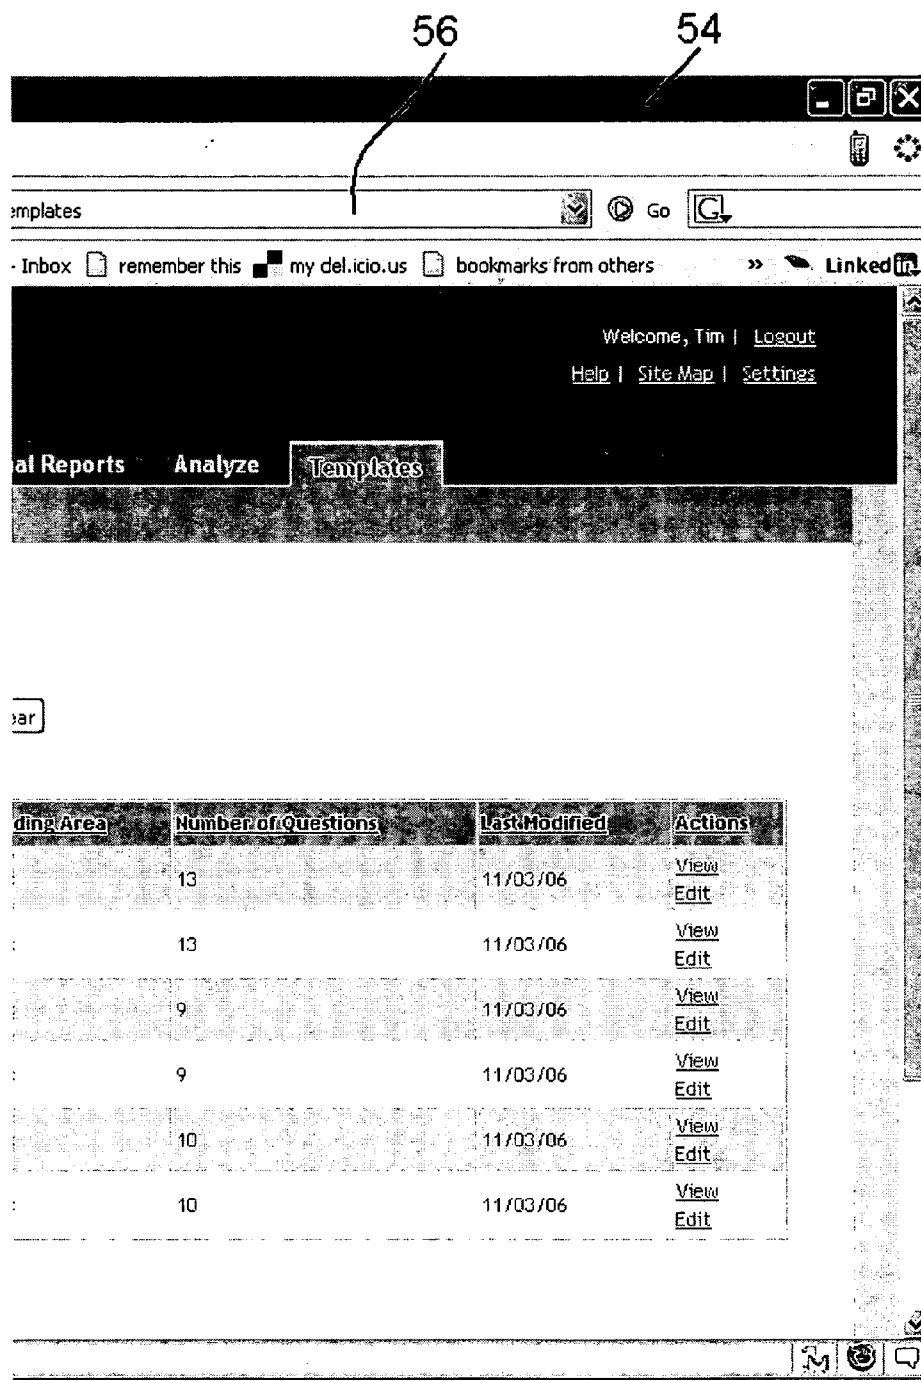 56 54
emplates Go G
- Inbox remember this my del.icio.us bookmarks from others » Linked in
Welcome, Tim | Logout
Help | Site Map | Settings
ial Reports Analyze Templates
ear
ding Area Number of Questions Last Modified Actions
13 11/03/06 View
Edit
13 11/03/06 View
Edit
9 11/03/06 View
Edit
9 11/03/06 View
Edit
10 11/03/06 View
Edit
10 11/03/06 View
Edit
M